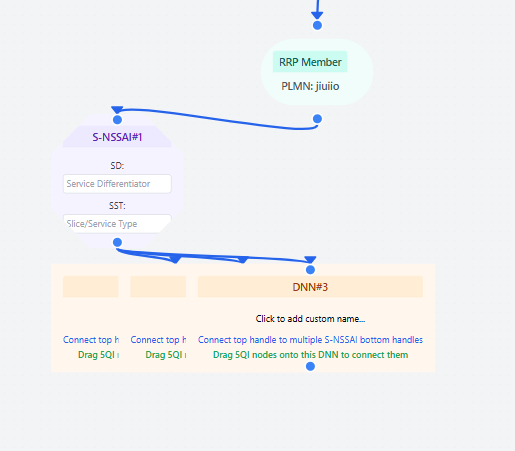 RRP Member
PLMN: jiuiio
S-NSSAI#1
SD:
Service Differentiator
SST:
Slice/Service Type
DNN#3
Click to add custom name...
Connect top h
Connect top h
Connect top handle to multiple S-NSSAI bottom handles
Drag 5QI
Drag 5QI
Drag 5QI nodes onto this DNN to connect them